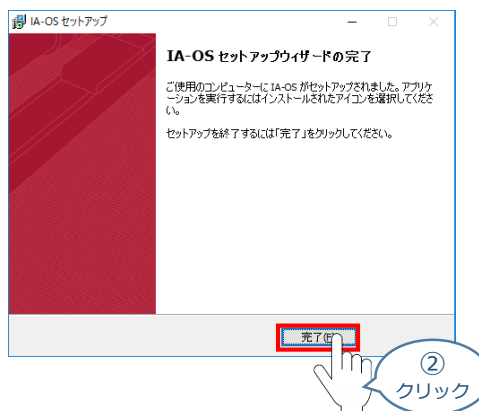 IA-OS セットアップ
IA-OS セットアップウィザードの完了
ご使用のコンピューターに IA-OS がセットアップされました。アプリケ
ーションを実行するにはインストールされたアイコンを選択してくださ
い。
セットアップを終了するには「完了」をクリックしてください。
完了(F)
②
クリック